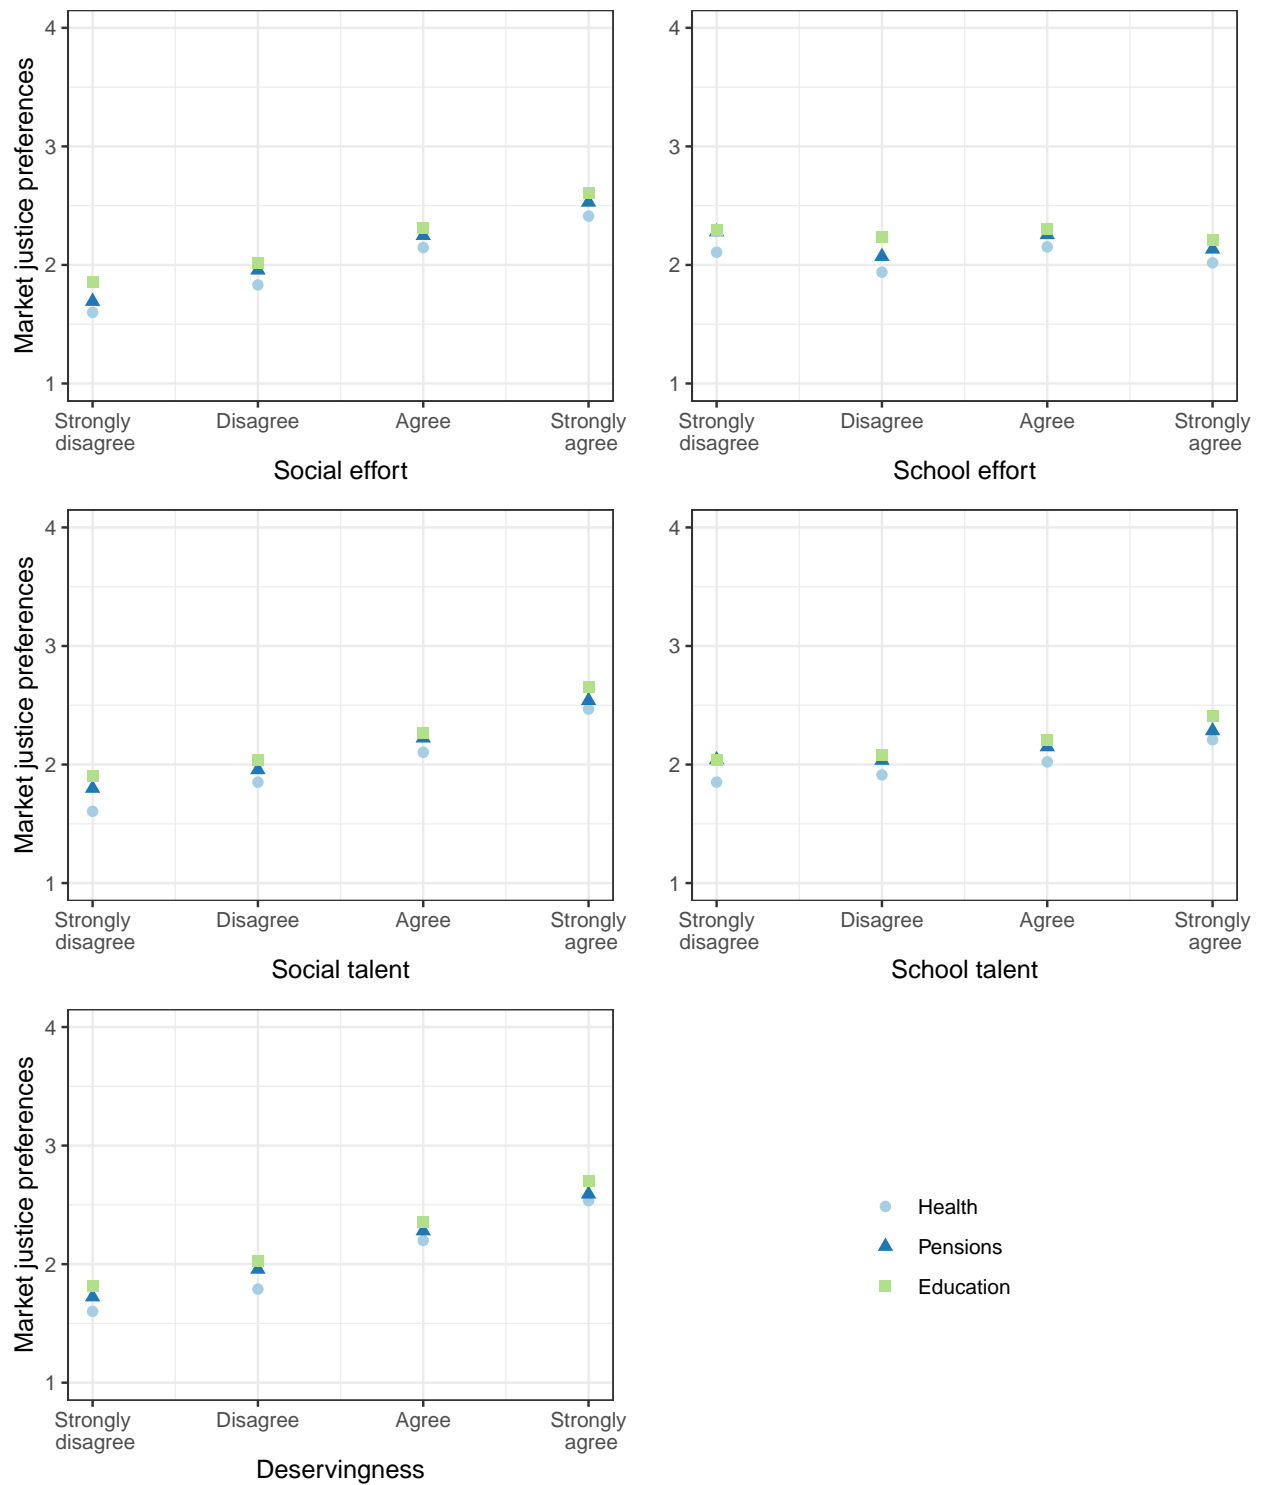 Market justice preferences
4
3
2
1
Strongly
disagree
Disagree
Agree
Strongly
agree
Social effort
4
3
2
1
Strongly
disagree
Disagree
Agree
Strongly
agree
School effort
Market justice preferences
4
3
2
1
Strongly
disagree
Disagree
Agree
Strongly
agree
Social talent
4
3
2
1
Strongly
disagree
Disagree
Agree
Strongly
agree
School talent
Market justice preferences
4
3
2
1
Strongly
disagree
Disagree
Agree
Strongly
agree
Deservingness
Health
Pensions
Education